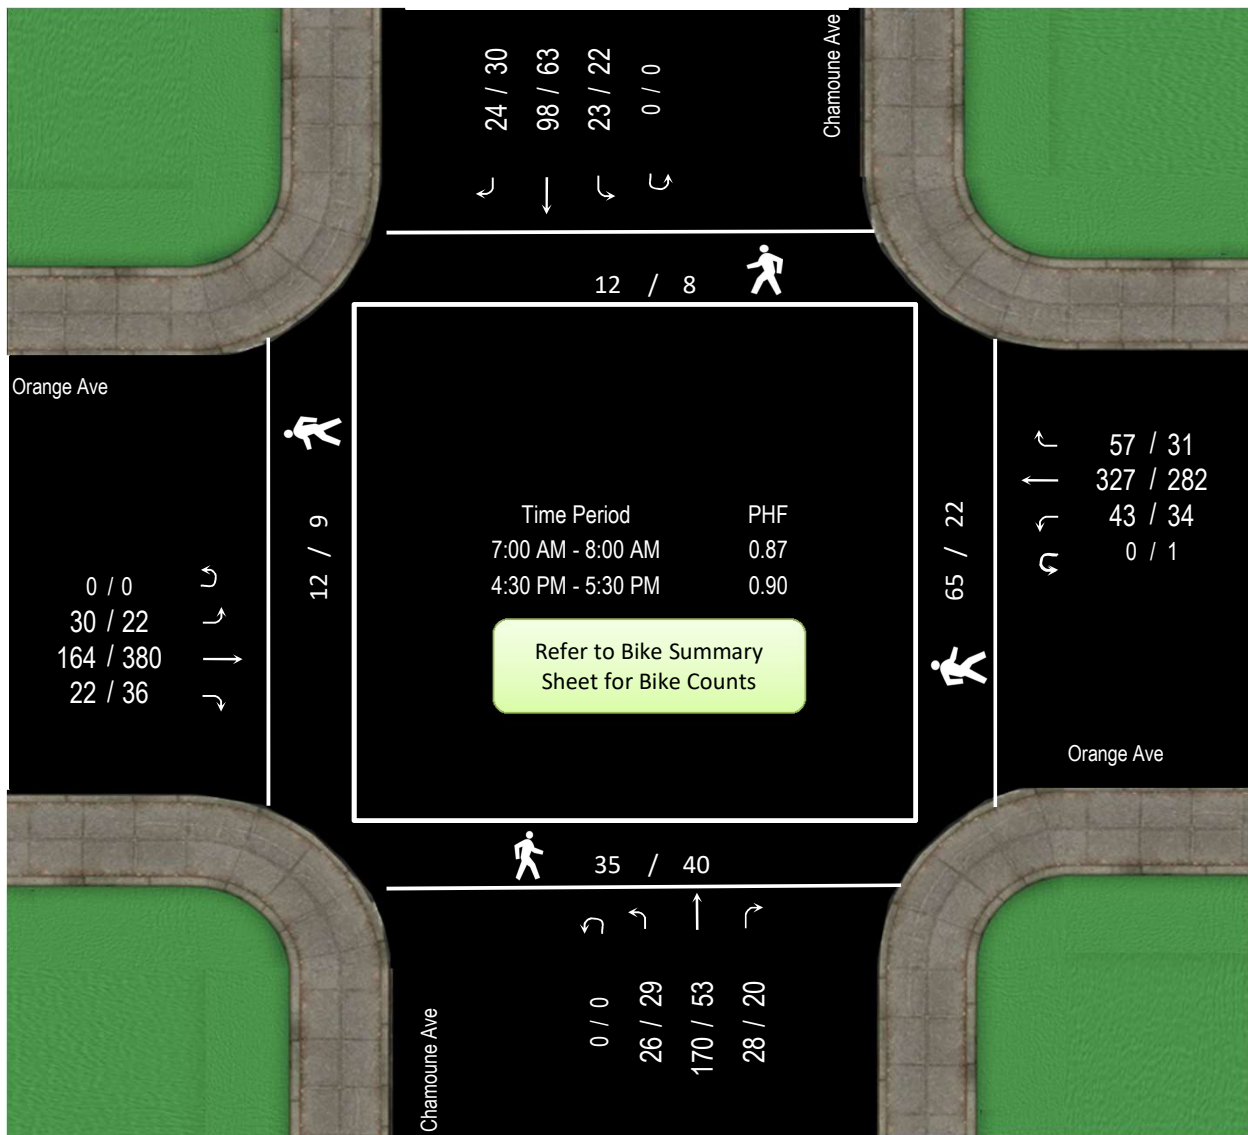 Chamoune Ave
24 / 30
98 / 63
23 / 22
0 / 0
12 / 8
Orange Ave
57 / 31
327 / 282
43 / 34
0 / 1
12 / 9
Time Period PHF
7:00 AM - 8:00 AM 0.87
4:30 PM - 5:30 PM 0.90
65 / 22
0 / 0
30 / 22
164 / 380
22 / 36
Refer to Bike Summary
Sheet for Bike Counts
Orange Ave
35 / 40
0 / 0
26 / 29
170 / 53
28 / 20
Chamoune Ave